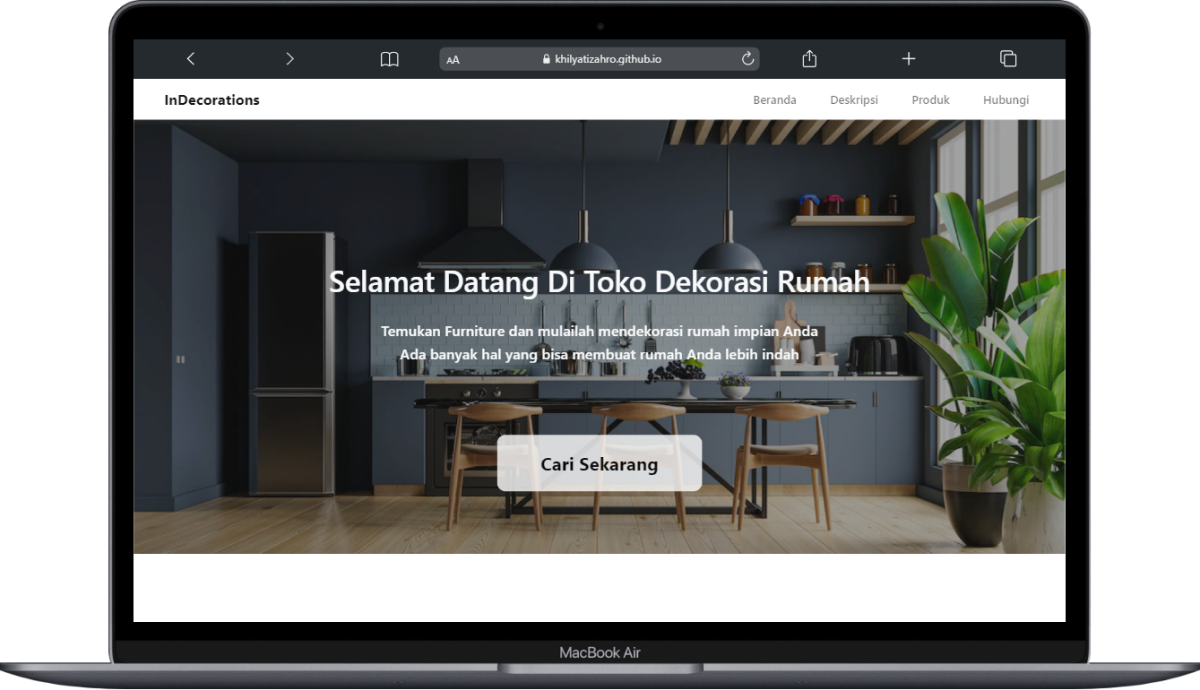 AA
khilyatizahro.github.io
InDecorations
Beranda
Deskripsi
Produk
Hubungi
Selamat Datang Di Toko Dekorasi Rumah
Temukan Furniture dan mulailah mendekorasi rumah impian Anda
Ada banyak hal yang bisa membuat rumah Anda lebih indah
Cari Sekarang
MacBook Air